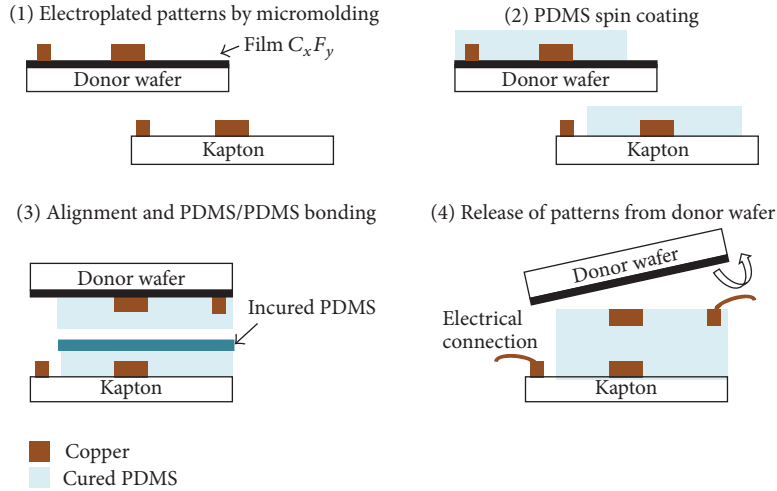 (1) Electroplated patterns by micromolding
Film CxFy
Donor wafer
Kapton
(2) PDMS spin coating
Donor wafer
Kapton
(3) Alignment and PDMS/PDMS bonding
Donor wafer
Incured PDMS
Kapton
(4) Release of patterns from donor wafer
Donor wafer
Electrical
connection
Kapton
Copper
Cured PDMS